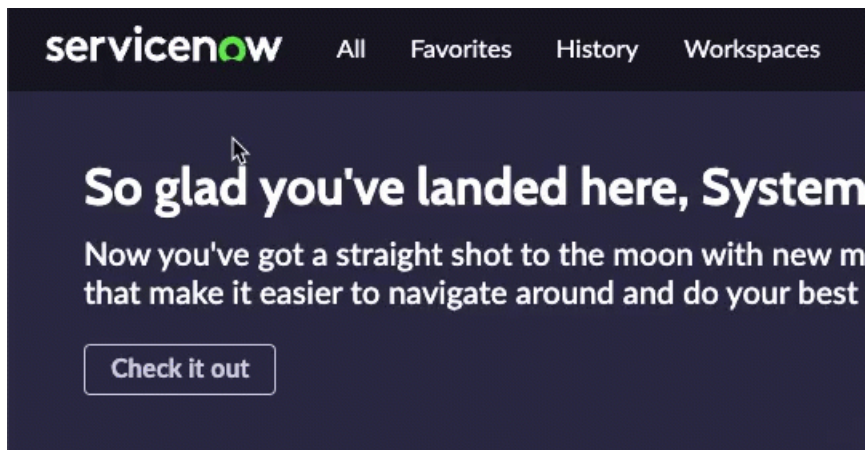 servicenow All Favorites History Workspaces
So glad you've landed here, System
Now you've got a straight shot to the moon with new
that make it easier to navigate around and do your best
Check it out